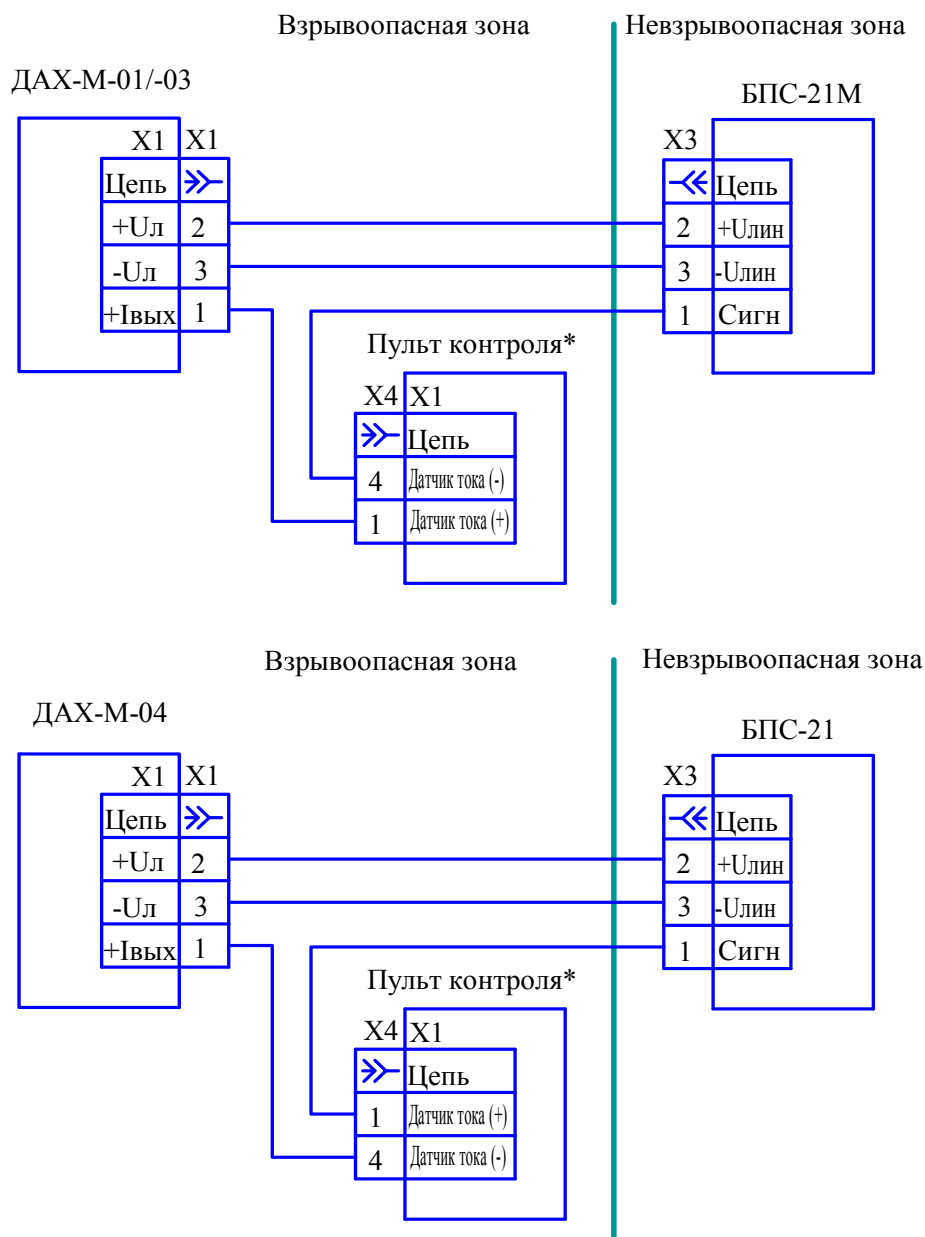 Взрывоопасная зона Невзрывоопасная зона
ДАХ-М-01/-03
БПС-21М
X1 X1 X3
Цепь Цепь
+Uл 2 2 +Uлин
-Uл 3 3 -Uлин
+Iвых 1 1 Сигн
Пульт контроля*
X4 X1
Цепь
4 Датчик тока (-)
1 Датчик тока (+)
Взрывоопасная зона Невзрывоопасная зона
ДАХ-М-04
БПС-21
X1 X1 X3
Цепь Цепь
+Uл 2 2 +Uлин
-Uл 3 3 -Uлин
+Iвых 1 1 Сигн
Пульт контроля*
X4 X1
Цепь
1 Датчик тока (+)
4 Датчик тока (-)